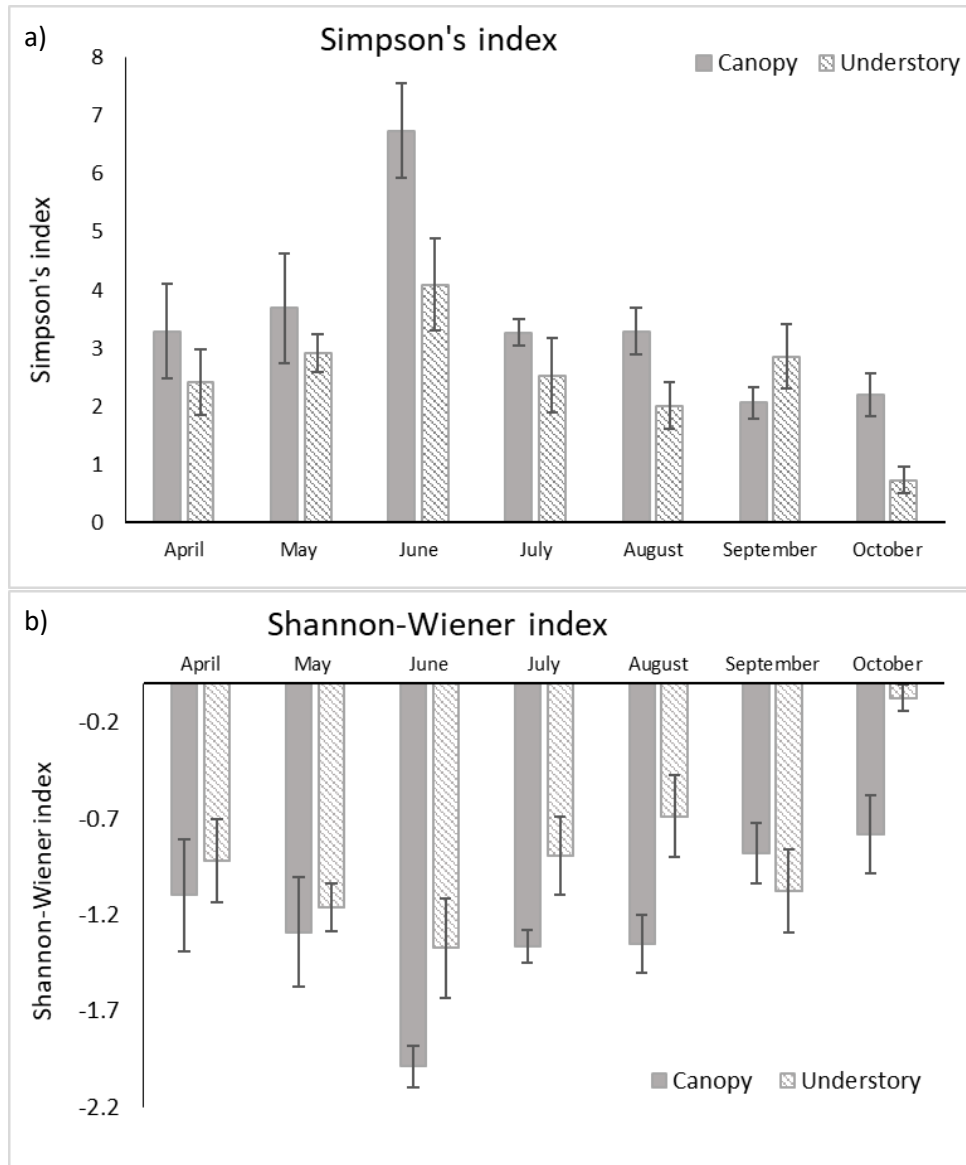 a)
Simpson's index
Canopy Understory
Simpson's index
8
7
6
5
4
3
2
1
0
April May June July August September October
b)
Shannon-Wiener index
April May June July August September October
Shannon-Wiener index
-0.2
-0.7
-1.2
-1.7
-2.2
Canopy Understory